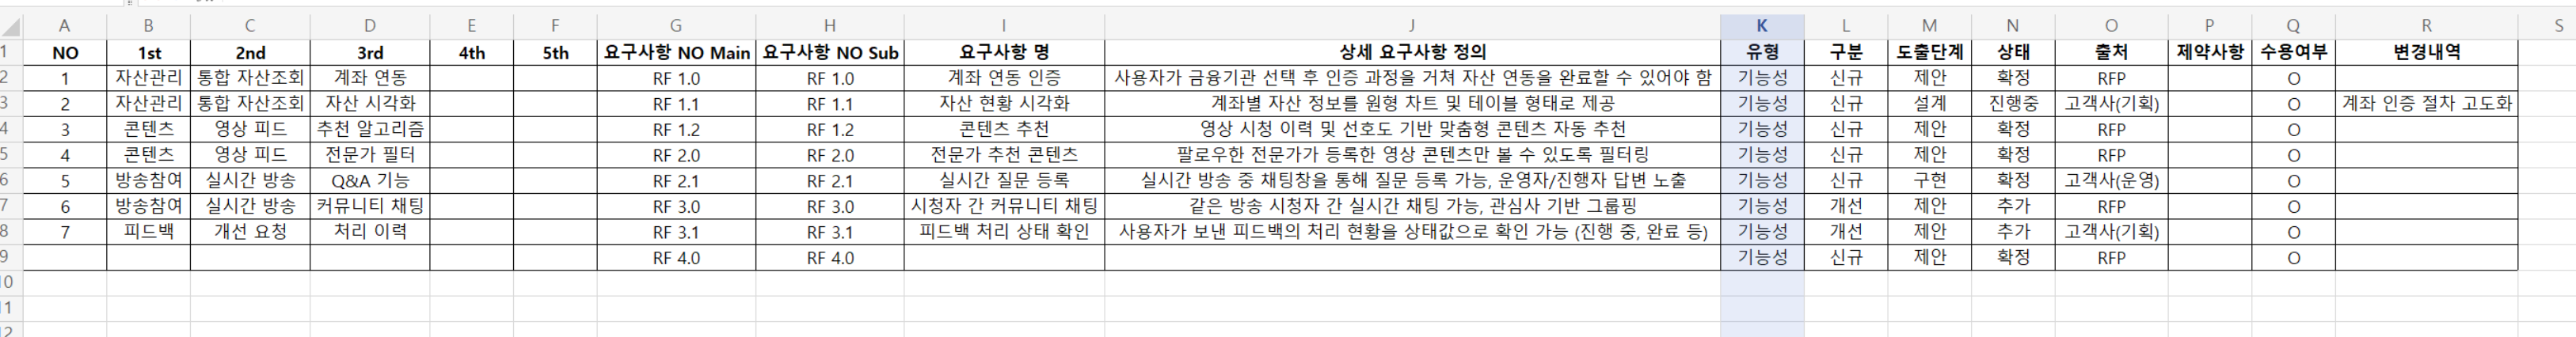 A B C D E F G H I J K L M N O P Q R S
1 NO 1st 2nd 3rd 4th 5th 요구사항 NO Main 요구사항 NO Sub 요구사항 명 상세 요구사항 정의 유형 구분 도출단계 상태 출처 제약사항 수용여부 변경내역
2 1 자산관리 통합 자산조회 계좌 연동 RF 1.0 RF 1.0 계좌 연동 인증 사용자가 금융기관 선택 후 인증 과정을 거쳐 자산 연동을 완료할 수 있어야 함 기능성 신규 제안 확정 RFP O
3 2 자산관리 통합 자산조회 자산 시각화 RF 1.1 RF 1.1 자산 현황 시각화 계좌별 자산 정보를 원형 차트 및 테이블 형태로 제공 기능성 신규 설계 진행중 고객사(기획) O 계좌 인증 절차 고도화
4 3 콘텐츠 영상 피드 추천 알고리즘 RF 1.2 RF 1.2 콘텐츠 추천 영상 시청 이력 및 선호도 기반 맞춤형 콘텐츠 자동 추천 기능성 신규 제안 확정 RFP O
5 4 콘텐츠 영상 피드 전문가 필터 RF 2.0 RF 2.0 전문가 추천 콘텐츠 팔로우한 전문가가 등록한 영상 콘텐츠만 볼 수 있도록 필터링 기능성 신규 제안 확정 RFP O
6 5 방송참여 실시간 방송 Q&A 기능 RF 2.1 RF 2.1 실시간 질문 등록 실시간 방송 중 채팅창을 통해 질문 등록 가능, 운영자/진행자 답변 노출 기능성 신규 구현 확정 고객사(운영) O
7 6 방송참여 실시간 방송 커뮤니티 채팅 RF 3.0 RF 3.0 시청자 간 커뮤니티 채팅 같은 방송 시청자 간 실시간 채팅 가능, 관심사 기반 그룹핑 기능성 개선 제안 추가 RFP O
8 7 피드백 개선 요청 처리 이력 RF 3.1 RF 3.1 피드백 처리 상태 확인 사용자가 보낸 피드백의 처리 현황을 상태값으로 확인 가능 (진행 중, 완료 등) 기능성 개선 제안 추가 고객사(기획) O
9 RF 4.0 RF 4.0 기능성 신규 제안 확정 RFP O
10
11
12